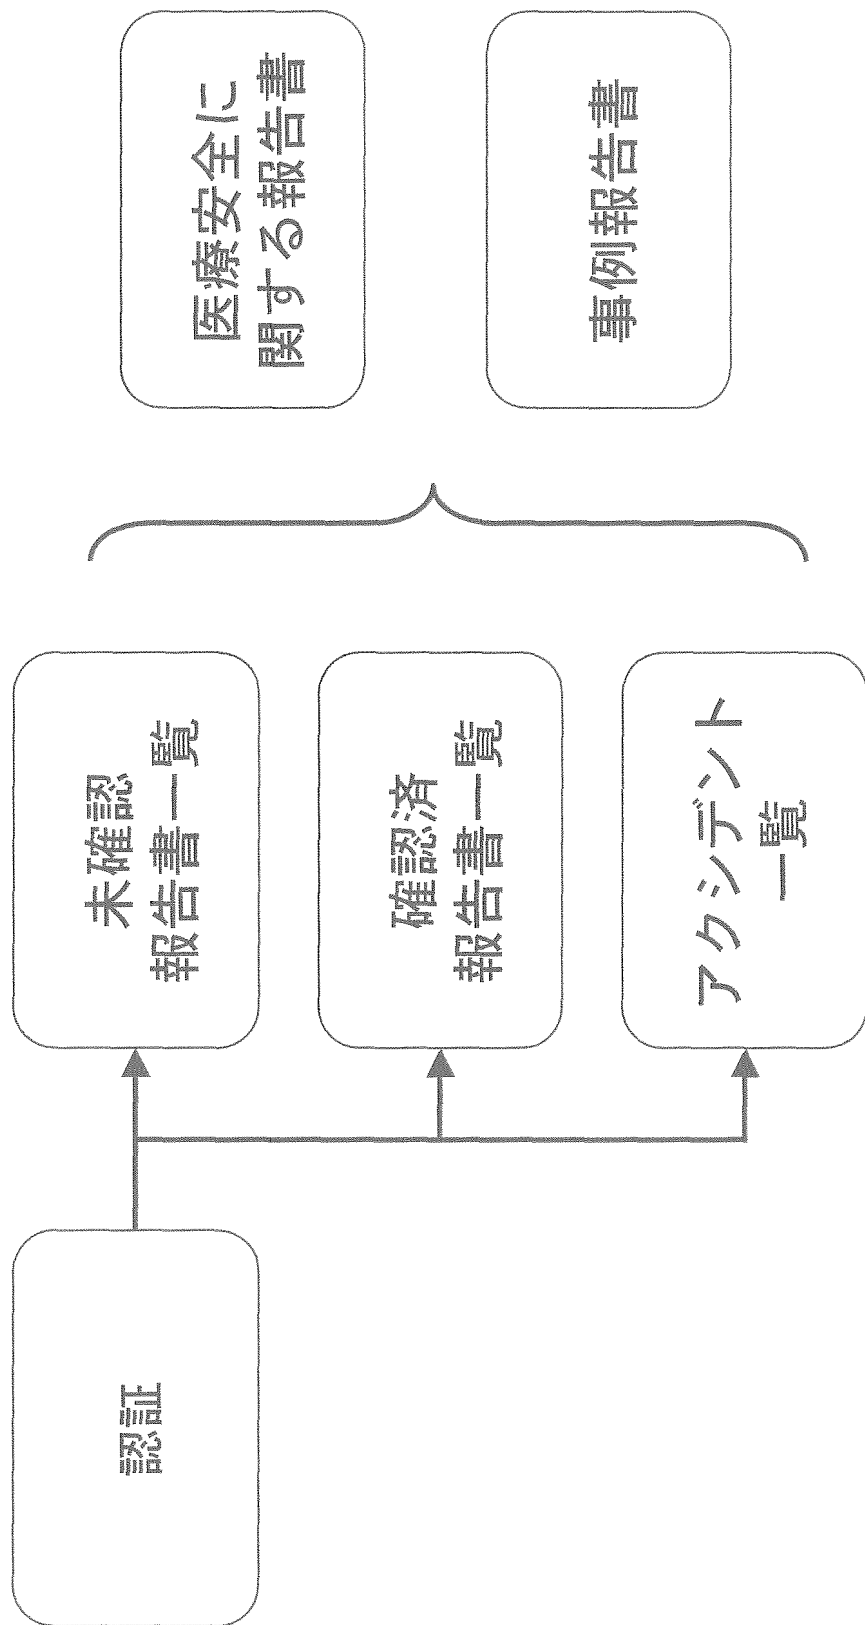 認証
未確認
報告書一覧
確認済
報告書一覧
アクシデント
一覧
医療安全に
関する報告書
事例報告書